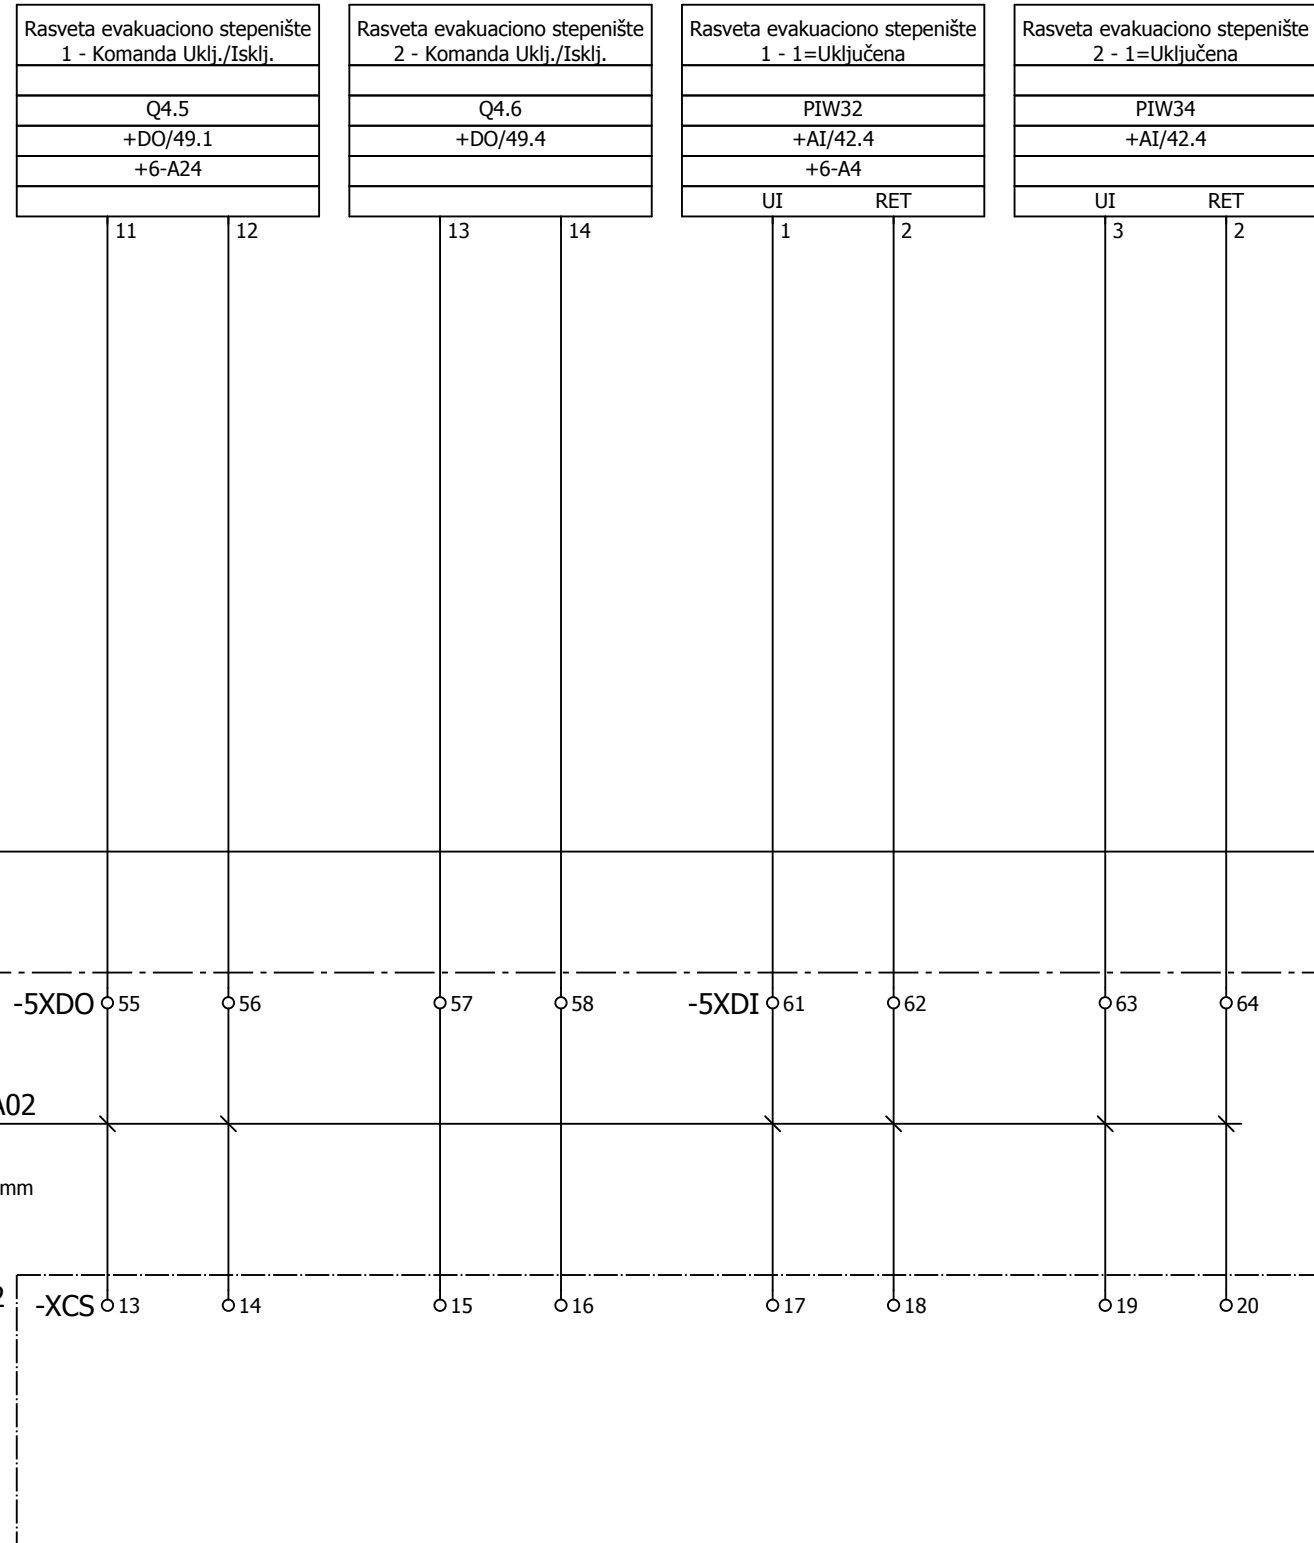 Rasveta evakuaciono stepenište
1 - Komanda Uklj./Isklj.
Q4.5
+DO/49.1
+6-A24
11 12
Rasveta evakuaciono stepenište
2 - Komanda Uklj./Isklj.
Q4.6
+DO/49.4
13 14
Rasveta evakuaciono stepenište
1 - 1=Uključena
PIW32
+AI/42.4
+6-A4
UI RET
1 2
Rasveta evakuaciono stepenište
2 - 1=Uključena
PIW34
+AI/42.4
UI RET
3 2
-5XDO 55 56 57 58 -5XDI 61 62 63 64
A02
mm
2 -XCS 13 14 15 16 17 18 19 20